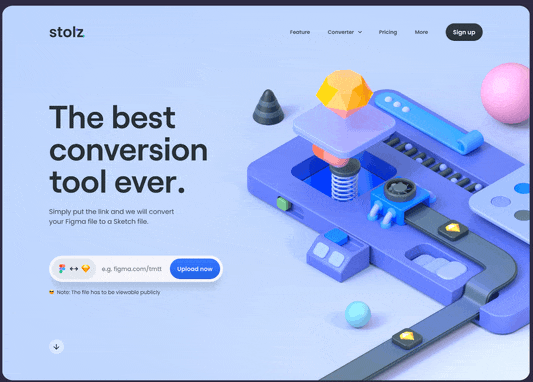 stolz
Feature Converter Pricing More Sign up
The best
conversion
tool ever.
Simply put the link and we will convert
your Figma file to a Sketch file.
e.g. figma.com/tmtt Upload now
Note: The file has to be viewable publicly